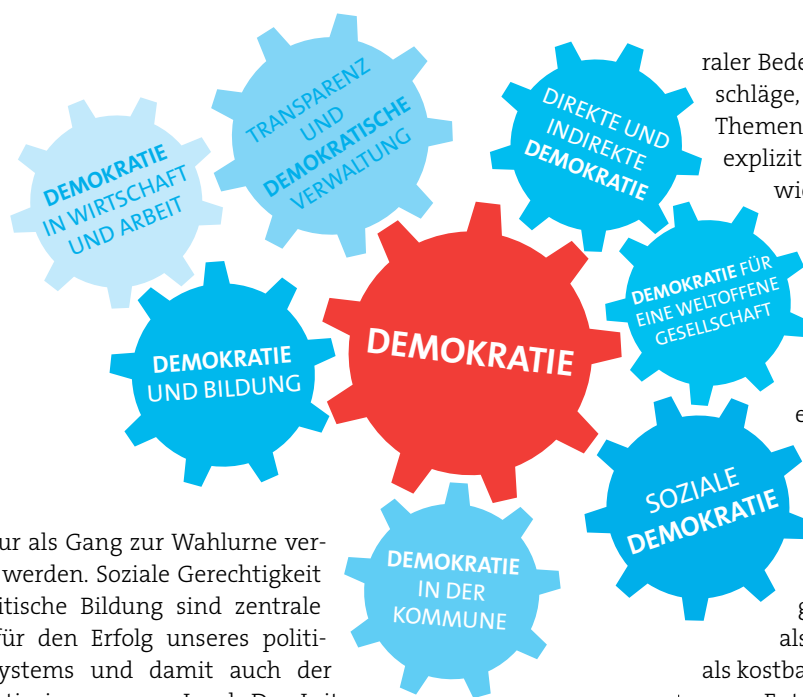 TRANSPARENZ
UND
DEMOKRATISCHE
VERWALTUNG
DIREKTE UND
INDIREKTE
DEMOKRATIE
raler Bede
schläge,
Themen
explizit
wie
DEMOKRATIE
IN WIRTSCHAFT
UND ARBEIT
DEMOKRATIE FÜR
EINE WELTOFFENE
GESELLSCHAFT
DEMOKRATIE
DEMOKRATIE
UND BILDUNG
e
SOZIALE
DEMOKRATIE
ur als Gang zur Wahlurne ver-
werden. Soziale Gerechtigkeit
itische Bildung sind zentrale
für den Erfolg unseres politi-
ystems und damit auch der
DEMOKRATIE
IN DER
KOMMUNE
g
als
als kostba